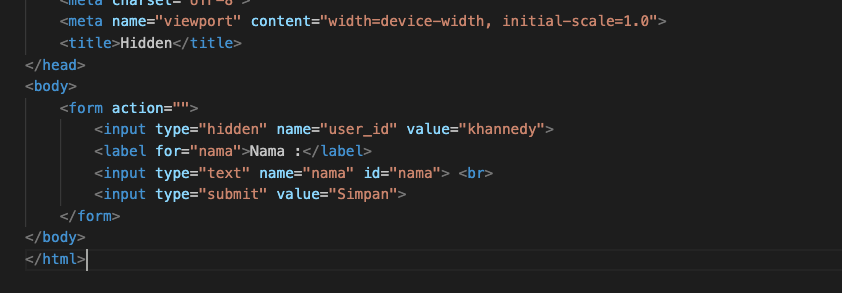 <meta charset="utf-8">
<meta name="viewport" content="width=device-width, initial-scale=1.0">
<title>Hidden</title>
</head>
<body>
<form action="">
<input type="hidden" name="user_id" value="khannedy">
<label for="nama">Nama :</label>
<input type="text" name="nama" id="nama"> <br>
<input type="submit" value="Simpan">
</form>
</body>
</html>